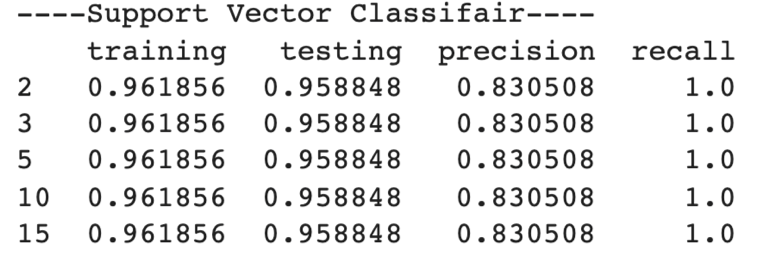 ----Support Vector Classifair----
training testing precision recall
2 0.961856 0.958848 0.830508 1.0
3 0.961856 0.958848 0.830508 1.0
5 0.961856 0.958848 0.830508 1.0
10 0.961856 0.958848 0.830508 1.0
15 0.961856 0.958848 0.830508 1.0